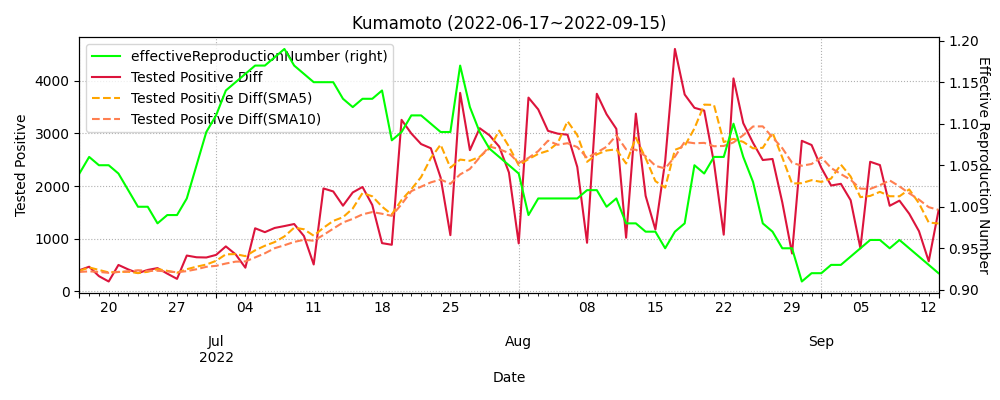 Kumamoto (2022-06-17~2022-09-15)
effectiveReproductionNumber (right)
Tested Positive Diff
Tested Positive Diff(SMA5)
Tested Positive Diff(SMA10)
Tested Positive
4000
3000
2000
1000
0
Effective Reproduction Number
1.20
1.15
1.10
1.05
1.00
0.95
0.90
20 27 04 11 18 25 08 15 22 29 05 12
Jul Aug Sep
2022
Date